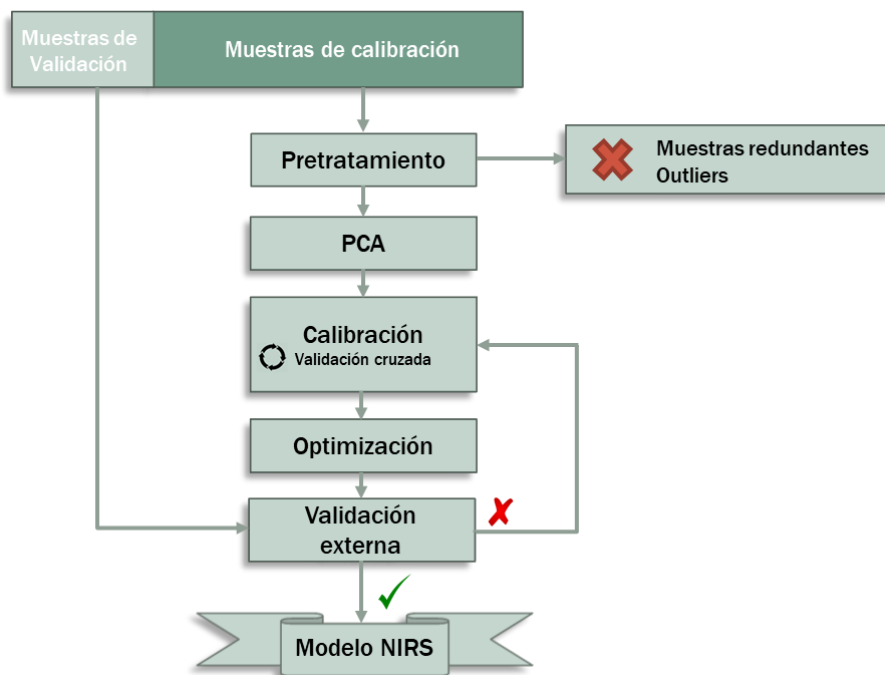 Muestras de
Validación
Muestras de calibración
Pretratamiento
Muestras redundantes
Outliers
PCA
Calibración
Validación cruzada
Optimización
Validación
externa
Modelo NIRS